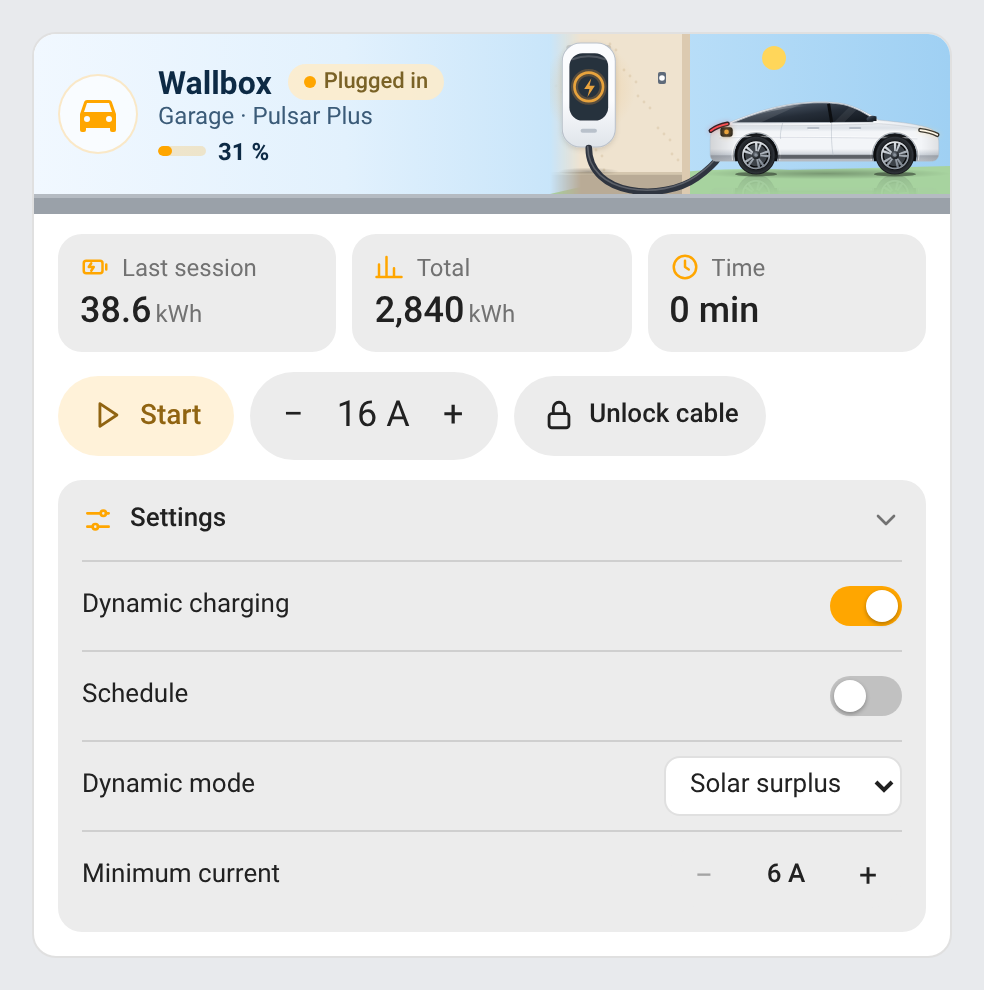 Wallbox
Plugged in
Garage · Pulsar Plus
31 %
Last session
38.6 kWh
Total
2,840 kWh
Time
0 min
Start
− 16 A +
Unlock cable
Settings
Dynamic charging
Schedule
Dynamic mode
Solar surplus
Minimum current
− 6 A +